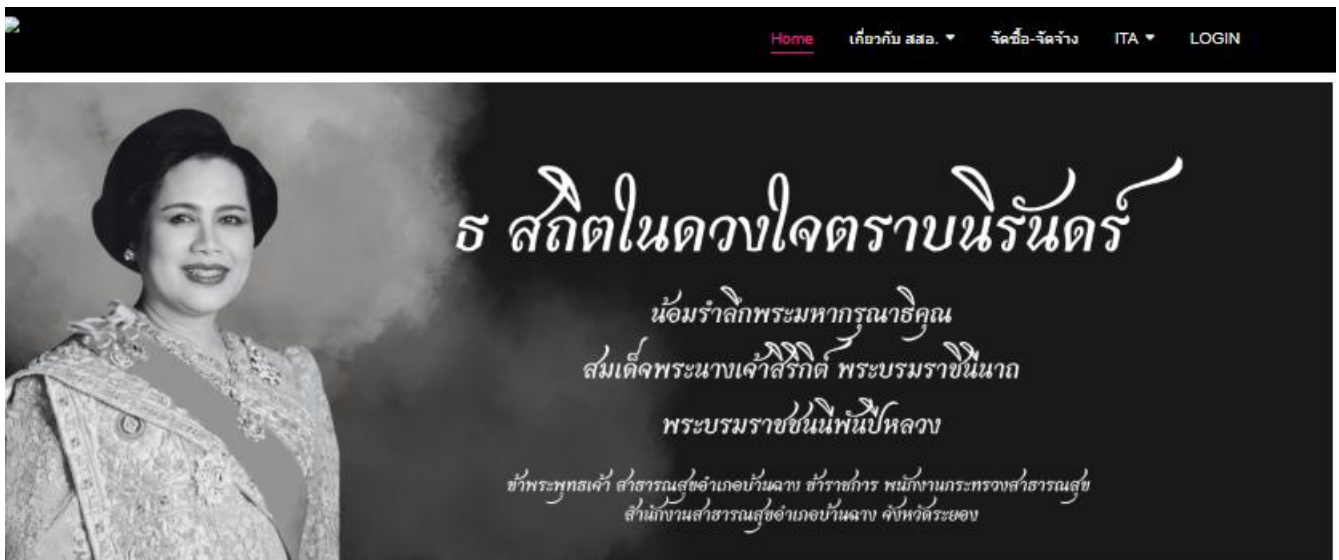 Home เกี่ยวกับ สสอ. จัดซื้อ-จัดจ้าง ITA LOGIN
ธ สถิตในดวงใจตราบนิรันดร์
น้อมรำลึกพระมหากรุณาธิคุณ
สมเด็จพระนางเจ้าสิริกิติ์ พระบรมราชินีนาถ
พระบรมราชชนนีพันปีหลวง
ข้าพระพุทธเจ้า สาธารณสุขอำเภอบ้านฉาง ข้าราชการ พนักงานกระทรวงสาธารณสุข
สำนักงานสาธารณสุขอำเภอบ้านฉาง จังหวัดระยอง